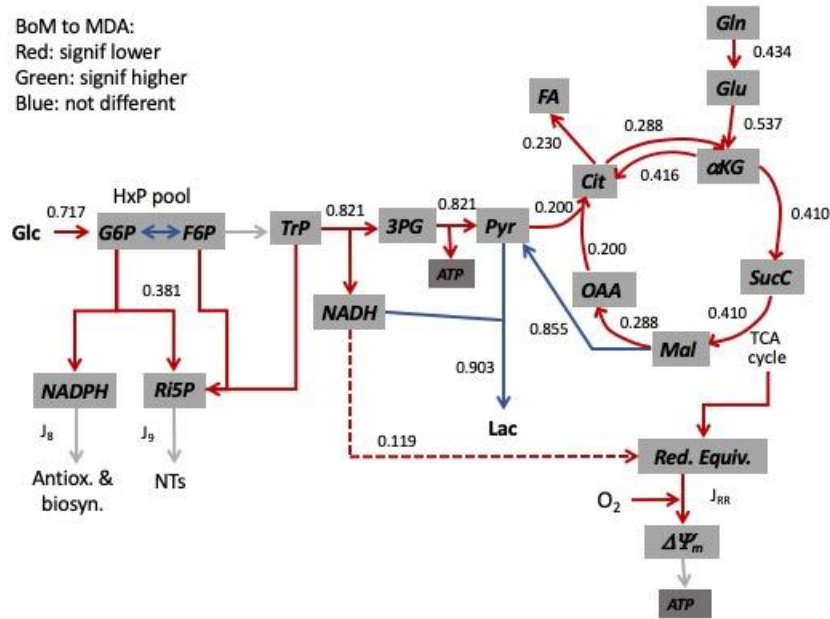 BoM to MDA:
Red: signif lower
Green: signif higher
Blue: not different
Gln
0.434
Glu
0.537
FA
0.230
0.288
αKG
0.416
Cit
0.410
HxP pool
Glc
0.717
G6P
F6P
TrP
0.821
3PG
0.821
Pyr
0.200
ATP
0.200
SucC
OAA
0.410
0.381
NADH
0.855
0.288
Mal
TCA
cycle
NADPH
Ri5P
0.903
Lac
J8
J9
0.119
Red. Equiv.
Antiox. &
biosyn.
NTs
O2
JRR
ΔΨm
ATP